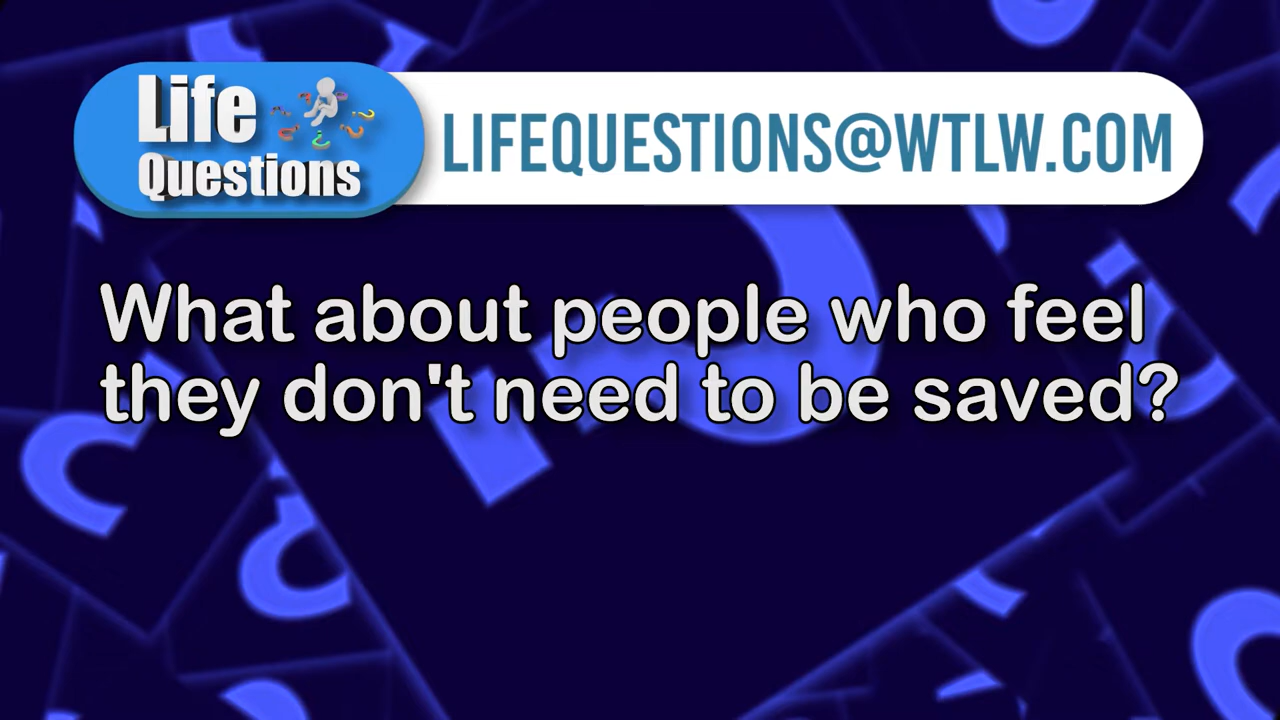 Life
Questions
LIFEQUESTIONS@WTLW.COM
What about people who feel
they don't need to be saved?